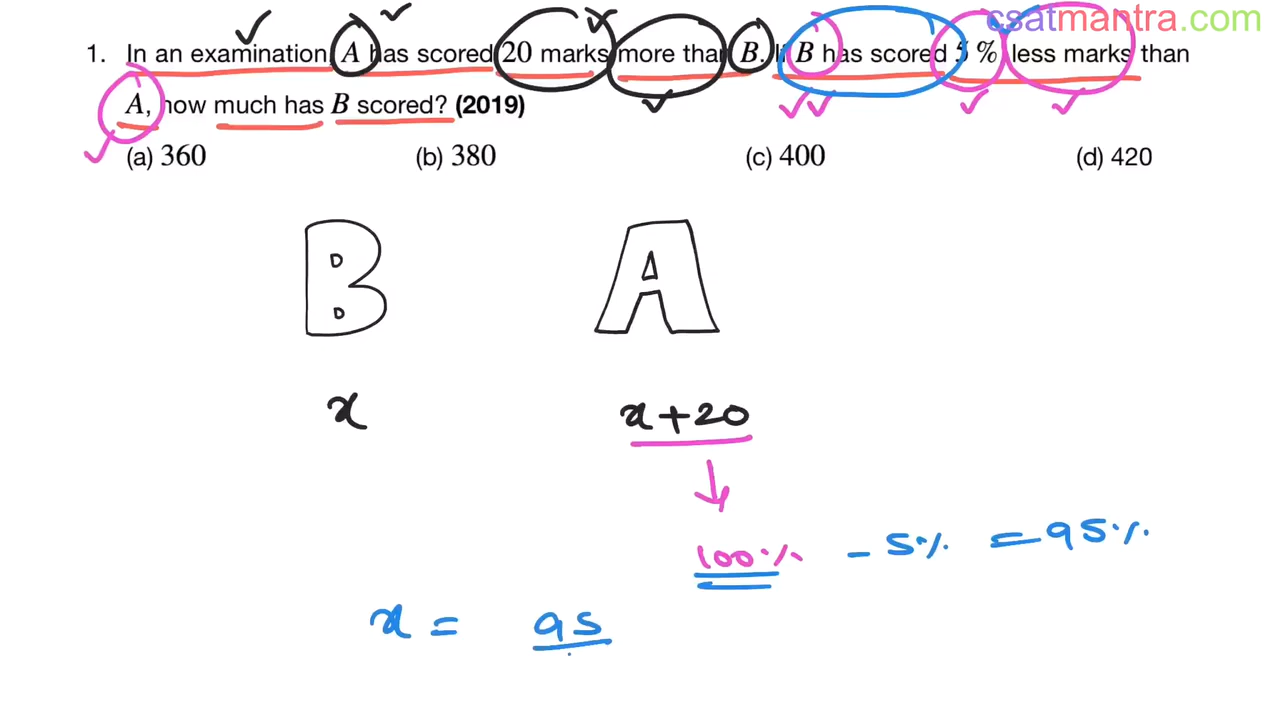 csatmantra.com
1. In an examination, A has scored 20 marks more than B. If B has scored 5 % less marks than
A, how much has B scored? (2019)
(a) 360 (b) 380 (c) 400 (d) 420
B A
x x+20
100% - 5% = 95%
x = 95